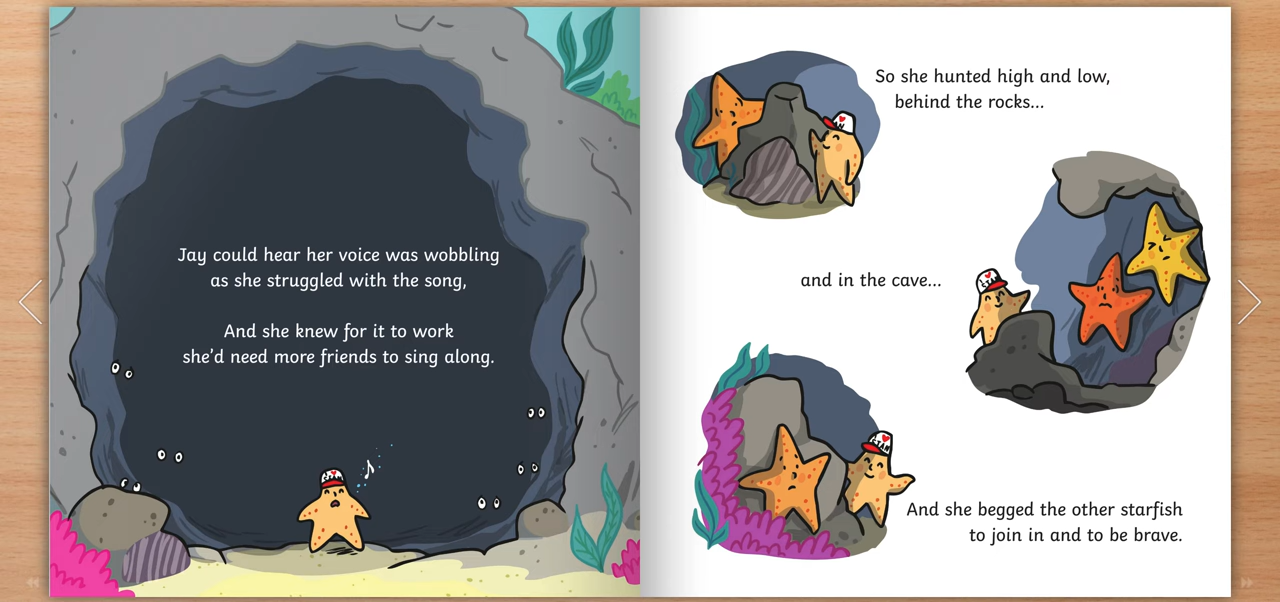 Jay could hear her voice was wobbling
as she struggled with the song,
And she knew for it to work
she'd need more friends to sing along.
So she hunted high and low,
behind the rocks...
and in the cave...
And she begged the other starfish
to join in and to be brave.